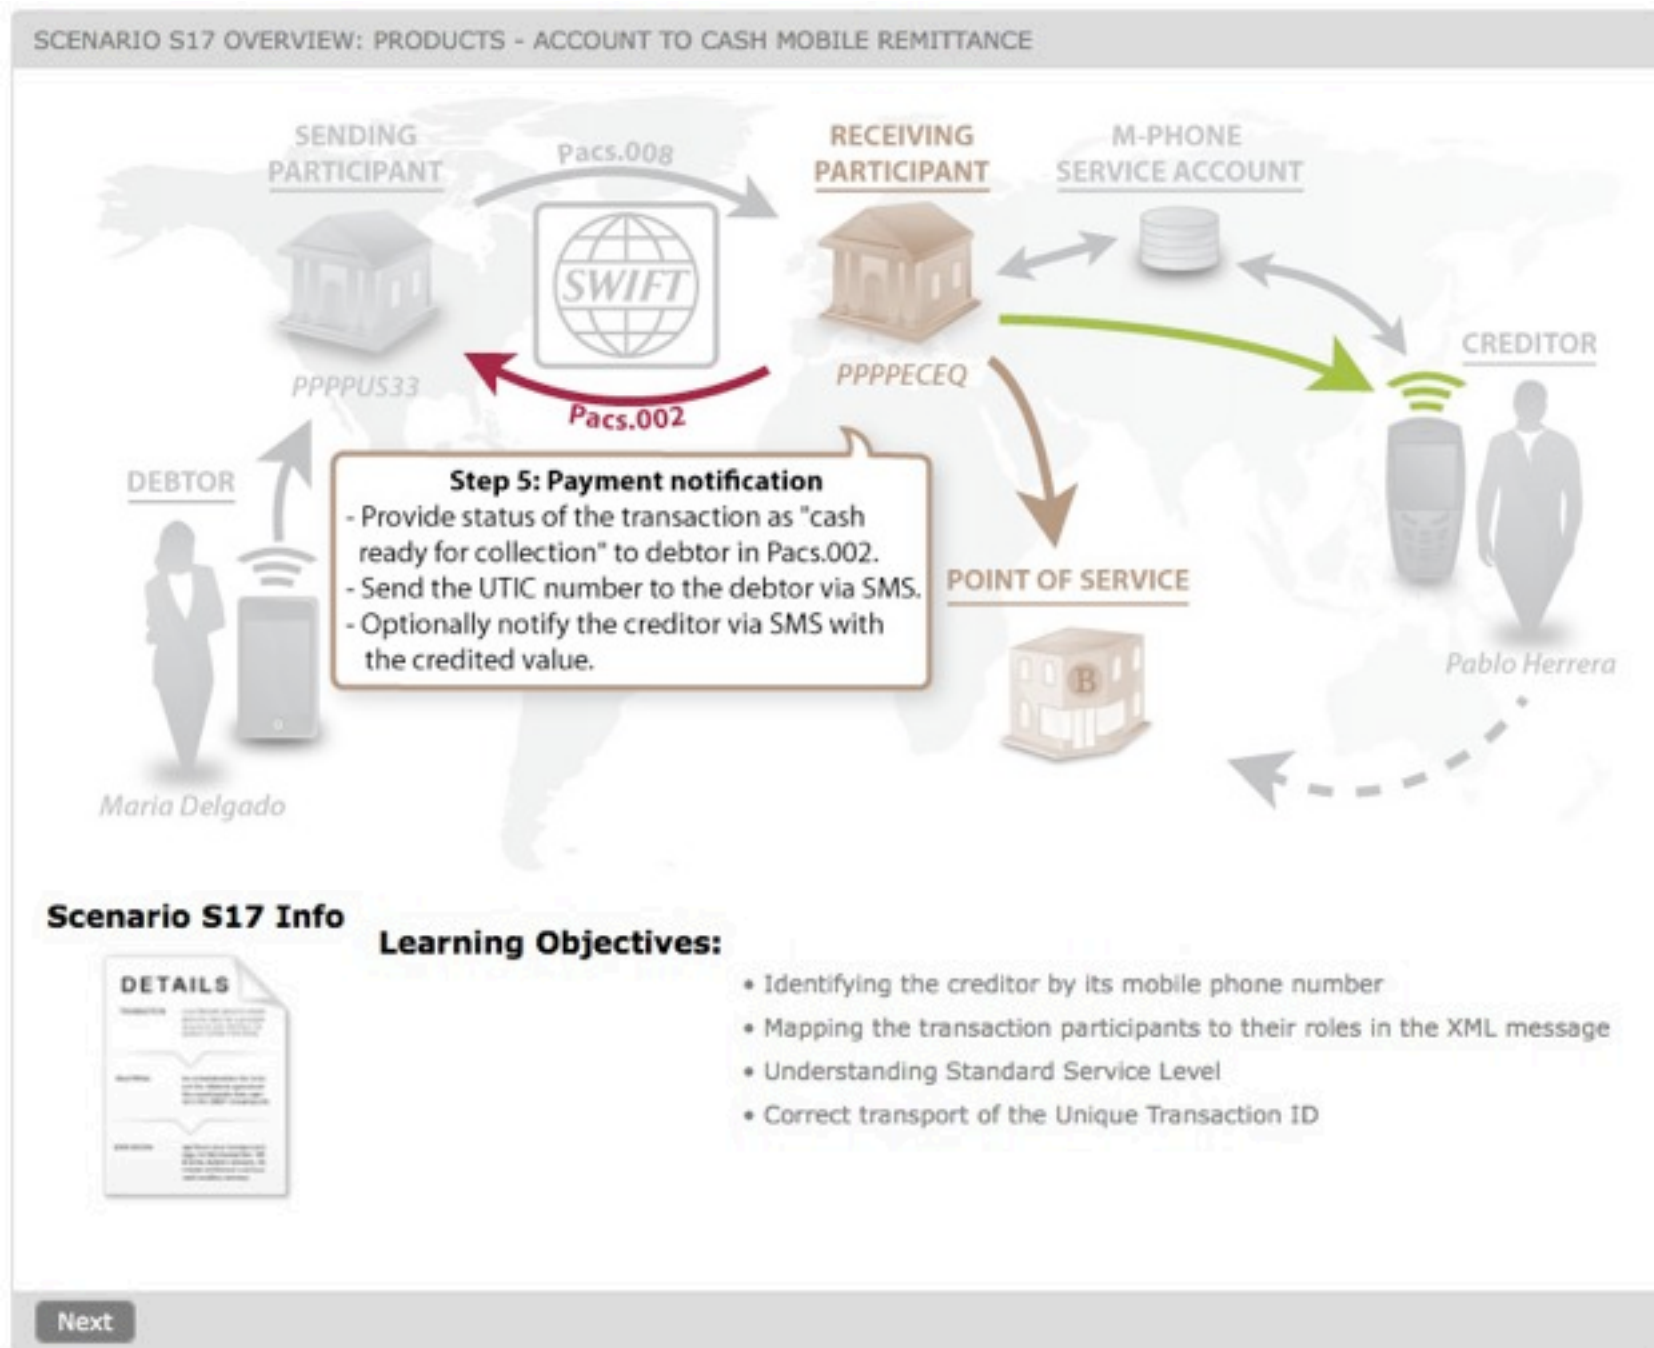 SCENARIO S17 OVERVIEW: PRODUCTS - ACCOUNT TO CASH MOBILE REMITTANCE
SENDING
PARTICIPANT
Pacs.008
RECEIVING
PARTICIPANT
M-PHONE
SERVICE ACCOUNT
SWIFT
PPPPUS33
Pacs.002
PPPPECEQ
CREDITOR
DEBTOR
Step 5: Payment notification
- Provide status of the transaction as "cash
ready for collection" to debtor in Pacs.002.
- Send the UTIC number to the debtor via SMS.
- Optionally notify the creditor via SMS with
the credited value.
POINT OF SERVICE
B
Pablo Herrera
Maria Delgado
Scenario S17 Info
Learning Objectives:
DETAILS
• Identifying the creditor by its mobile phone number
• Mapping the transaction participants to their roles in the XML message
• Understanding Standard Service Level
• Correct transport of the Unique Transaction ID
Next